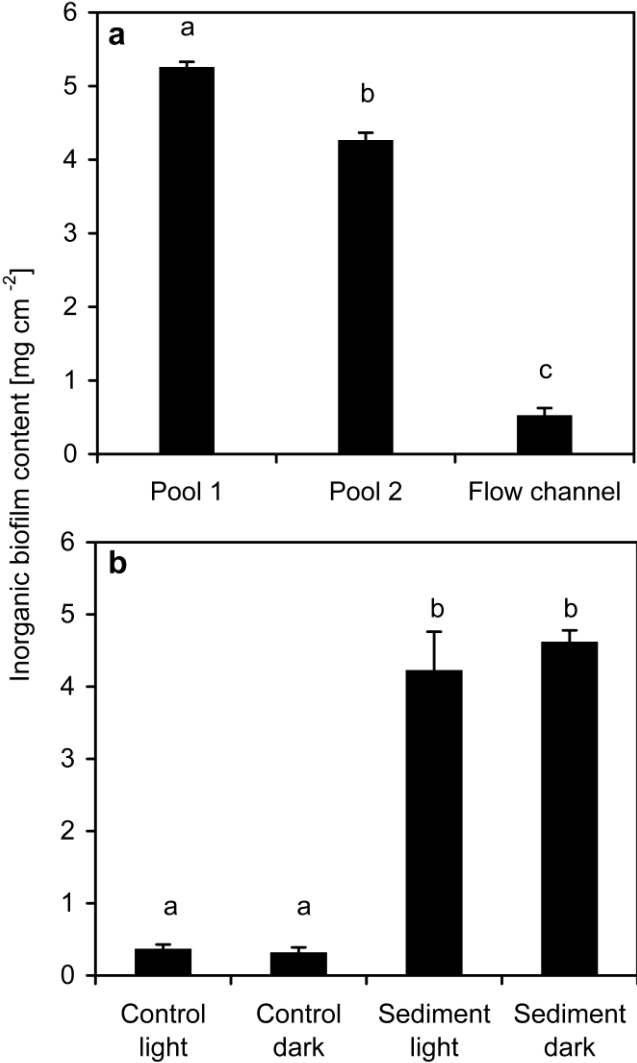 Inorganic biofilm content [mg cm -2]
6
5
4
3
2
1
0
a
a
b
c
Pool 1 Pool 2 Flow channel
6
5
4
3
2
1
0
b
a
a
b
b
Control light
Control dark
Sediment light
Sediment dark